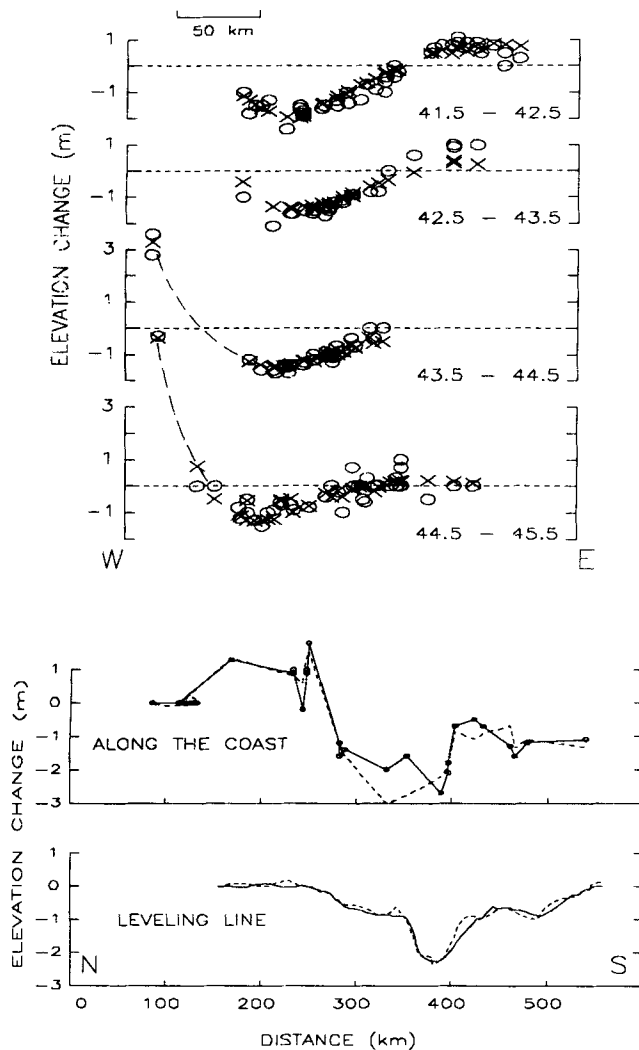 50 km
1
-1
41.5 - 42.5
1
-1
42.5 - 43.5
3
1
-1
43.5 - 44.5
3
1
-1
44.5 - 45.5
ELEVATION CHANGE (m)
W E
1
0
-1
-2
-3
ALONG THE COAST
1
0
-1
-2
-3
LEVELING LINE
ELEVATION CHANGE (m)
N S
0 100 200 300 400 500
DISTANCE (km)